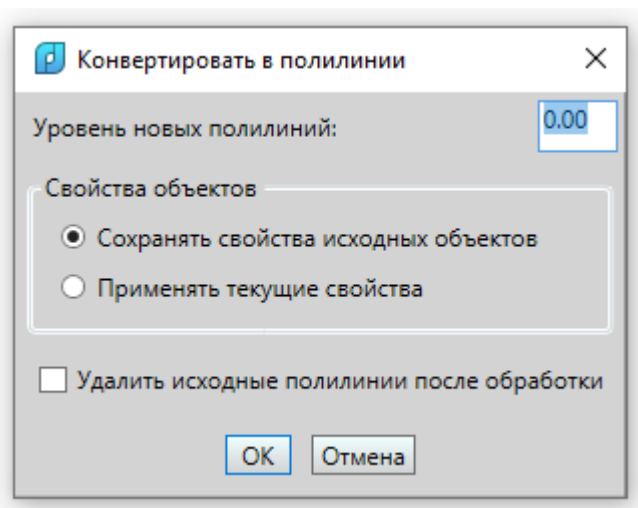 Конвертировать в полилинии
Уровень новых полилиний: 0.00
Свойства объектов
Сохранять свойства исходных объектов
Применять текущие свойства
Удалить исходные полилинии после обработки
ОК Отмена